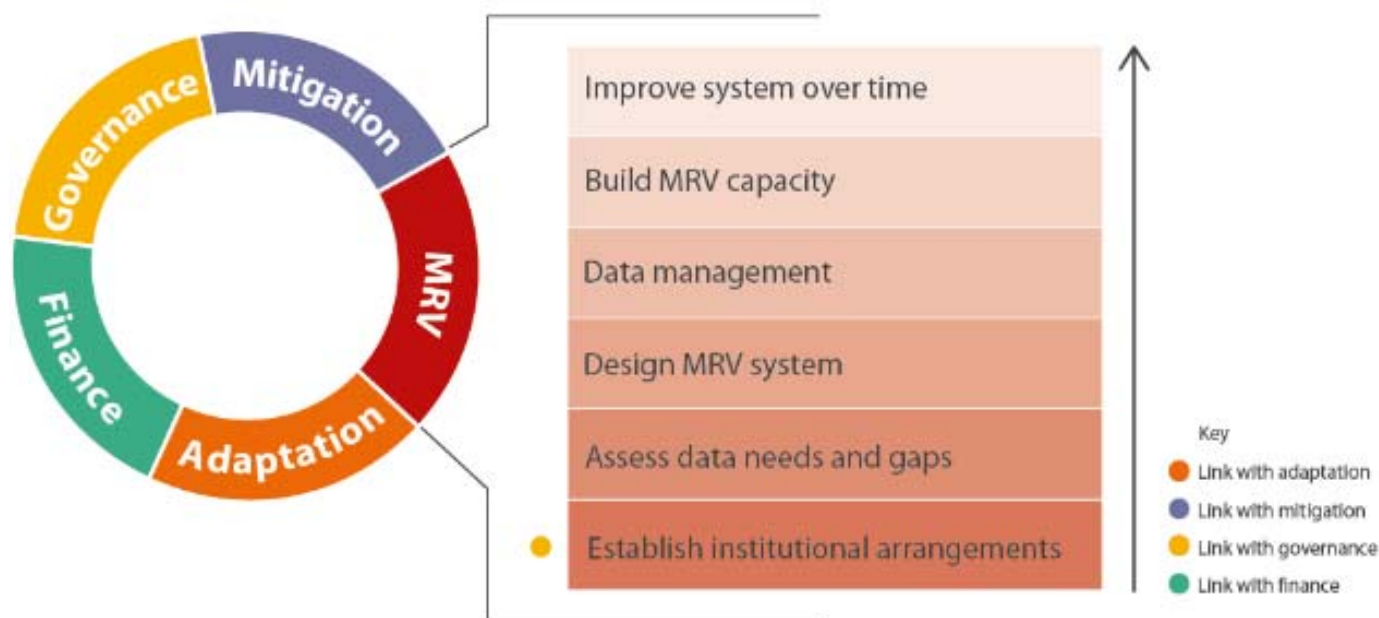 Governance
Mitigation
MRV
Adaptation
Finance
Improve system over time
Build MRV capacity
Data management
Design MRV system
Assess data needs and gaps
Establish institutional arrangements
Key
Link with adaptation
Link with mitigation
Link with governance
Link with finance